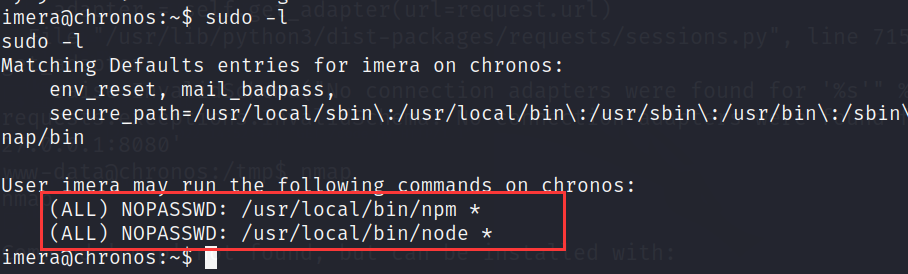 imera@chronos:~$ sudo -l
sudo -l
Matching Defaults entries for imera on chronos:
env_reset, mail_badpass,
secure_path=/usr/local/sbin\:/usr/local/bin\:/usr/sbin\:/usr/bin\:/sbin\
nap/bin
User imera may run the following commands on chronos:
(ALL) NOPASSWD: /usr/local/bin/npm *
(ALL) NOPASSWD: /usr/local/bin/node *
imera@chronos:~$